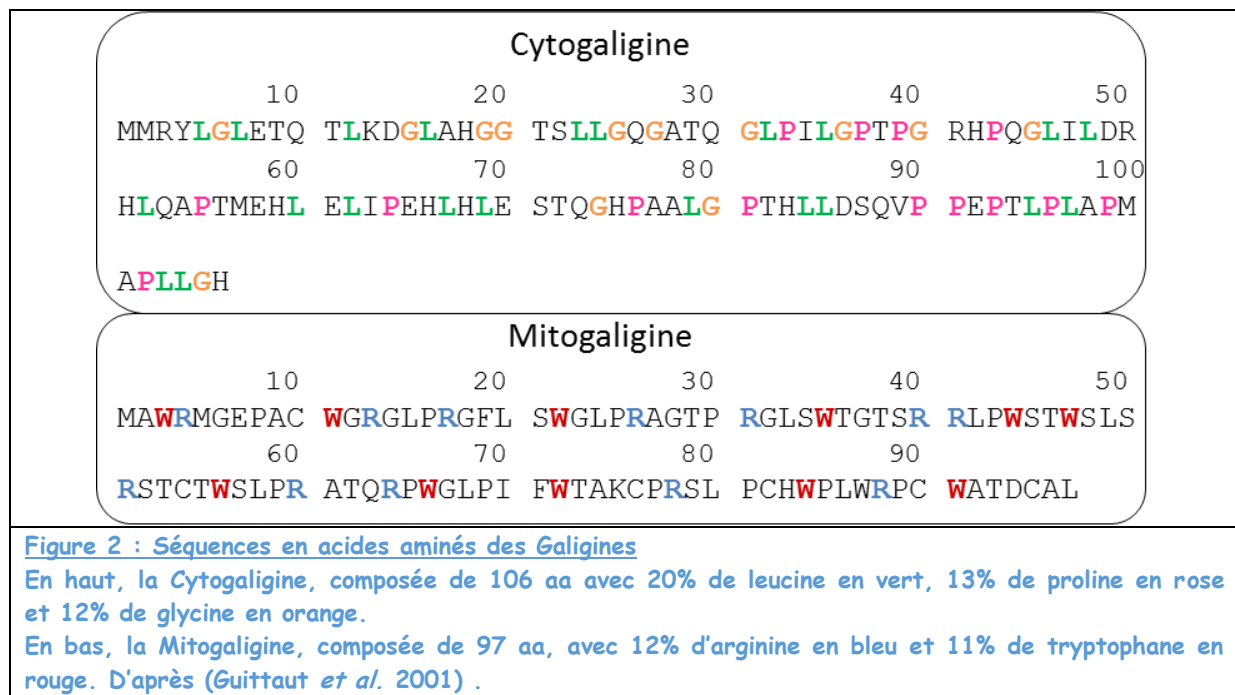 Cytogaligine
10 20 30 40 50
MMRYLGLETQ TLKDGLAHGG TSLLGQGATQ GLPILGPTPG RHPQGLILDR
60 70 80 90 100
HLQAPTMEHL ELIPEHLHLE STQGHPAALG PTHLLDSQVP PEPTLPLAPM
APLLGH
Mitogaligine
10 20 30 40 50
MAWRMGEPAC WGRGLPRGFL SWGLPRAGTP RGLSWTGTSR RLPWSTWSLS
60 70 80 90
RSTCTWSLPR ATQRPWGLPI FWTAKCPRSL PCHWPLWRPC WATDCAL
Figure 2 : Séquences en acides aminés des Galigines
En haut, la Cytogaligine, composée de 106 aa avec 20% de leucine en vert, 13% de proline en rose
et 12% de glycine en orange.
En bas, la Mitogaligine, composée de 97 aa, avec 12% d'arginine en bleu et 11% de tryptophane en
rouge. D'après (Guittaut et al. 2001) .